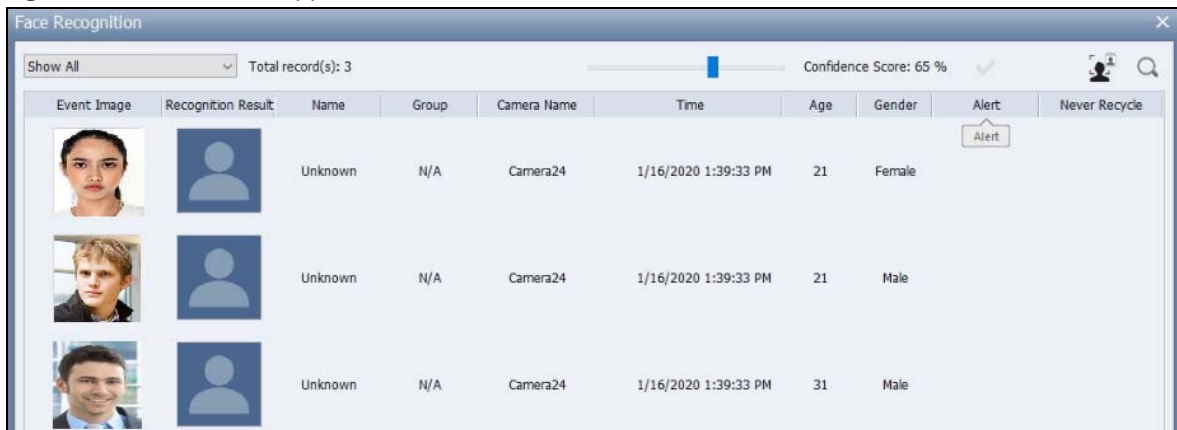 Face Recognition
Show All Total record(s): 3 Confidence Score: 65 %
Event Image Recognition Result Name Group Camera Name Time Age Gender Alert Never Recycle
Alert
Unknown N/A Camera24 1/16/2020 1:39:33 PM 21 Female
Unknown N/A Camera24 1/16/2020 1:39:33 PM 21 Male
Unknown N/A Camera24 1/16/2020 1:39:33 PM 31 Male